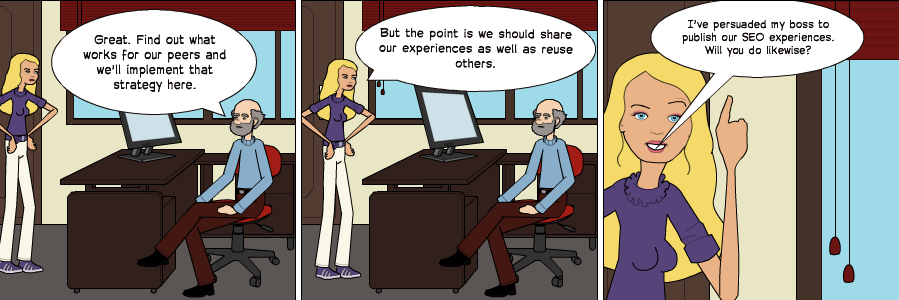 Great. Find out what
works for our peers and
we'll implement that
strategy here.
But the point is we should share
our experiences as well as reuse
others.
I've persuaded my boss to
publish our SEO experiences.
Will you do likewise?